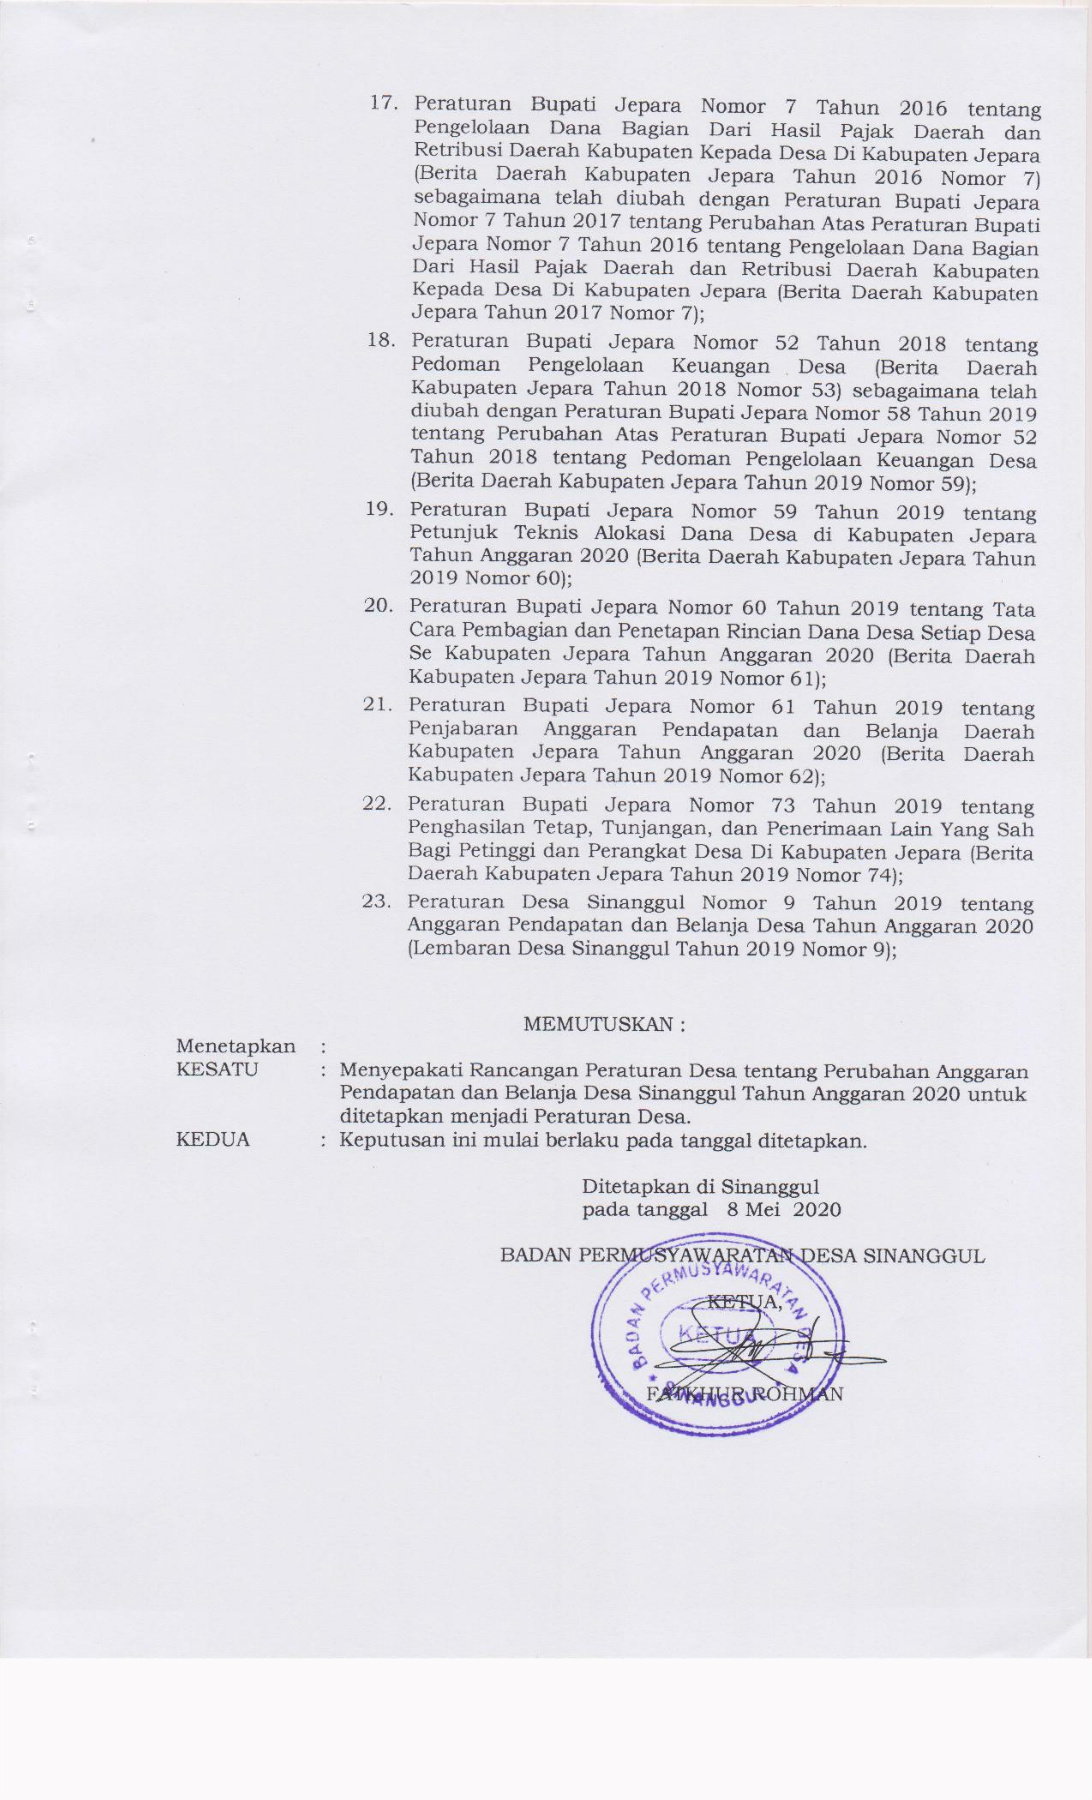 17. Peraturan Bupati Jepara Nomor 7 Tahun 2016 tentang
Pengelolaan Dana Bagian Dari Hasil Pajak Daerah dan
Retribusi Daerah Kabupaten Kepada Desa Di Kabupaten Jepara
(Berita Daerah Kabupaten Jepara Tahun 2016 Nomor 7)
sebagaimana telah diubah dengan Peraturan Bupati Jepara
Nomor 7 Tahun 2017 tentang Perubahan Atas Peraturan Bupati
Jepara Nomor 7 Tahun 2016 tentang Pengelolaan Dana Bagian
Dari Hasil Pajak Daerah dan Retribusi Daerah Kabupaten
Kepada Desa Di Kabupaten Jepara (Berita Daerah Kabupaten
Jepara Tahun 2017 Nomor 7);
18. Peraturan Bupati Jepara Nomor 52 Tahun 2018 tentang
Pedoman Pengelolaan Keuangan Desa (Berita Daerah
Kabupaten Jepara Tahun 2018 Nomor 53) sebagaimana telah
diubah dengan Peraturan Bupati Jepara Nomor 58 Tahun 2019
tentang Perubahan Atas Peraturan Bupati Jepara Nomor 52
Tahun 2018 tentang Pedoman Pengelolaan Keuangan Desa
(Berita Daerah Kabupaten Jepara Tahun 2019 Nomor 59);
19. Peraturan Bupati Jepara Nomor 59 Tahun 2019 tentang
Petunjuk Teknis Alokasi Dana Desa di Kabupaten Jepara
Tahun Anggaran 2020 (Berita Daerah Kabupaten Jepara Tahun
2019 Nomor 60);
20. Peraturan Bupati Jepara Nomor 60 Tahun 2019 tentang Tata
Cara Pembagian dan Penetapan Rincian Dana Desa Setiap Desa
Se Kabupaten Jepara Tahun Anggaran 2020 (Berita Daerah
Kabupaten Jepara Tahun 2019 Nomor 61);
21. Peraturan Bupati Jepara Nomor 61 Tahun 2019 tentang
Penjabaran Anggaran Pendapatan dan Belanja Daerah
Kabupaten Jepara Tahun Anggaran 2020 (Berita Daerah
Kabupaten Jepara Tahun 2019 Nomor 62);
22. Peraturan Bupati Jepara Nomor 73 Tahun 2019 tentang
Penghasilan Tetap, Tunjangan, dan Penerimaan Lain Yang Sah
Bagi Petinggi dan Perangkat Desa Di Kabupaten Jepara (Berita
Daerah Kabupaten Jepara Tahun 2019 Nomor 74);
23. Peraturan Desa Sinanggul Nomor 9 Tahun 2019 tentang
Anggaran Pendapatan dan Belanja Desa Tahun Anggaran 2020
(Lembaran Desa Sinanggul Tahun 2019 Nomor 9);
MEMUTUSKAN :
Menetapkan :
KESATU : Menyepakati Rancangan Peraturan Desa tentang Perubahan Anggaran
Pendapatan dan Belanja Desa Sinanggul Tahun Anggaran 2020 untuk
ditetapkan menjadi Peraturan Desa.
KEDUA : Keputusan ini mulai berlaku pada tanggal ditetapkan.
Ditetapkan di Sinanggul
pada tanggal 8 Mei 2020
BADAN PERMUSYAWARATAN DESA SINANGGUL
KETUA,
BADAN PERMUSYAWARATAN DESA
KETUA
* SINANGGUL *
FATKHUR ROHMAN